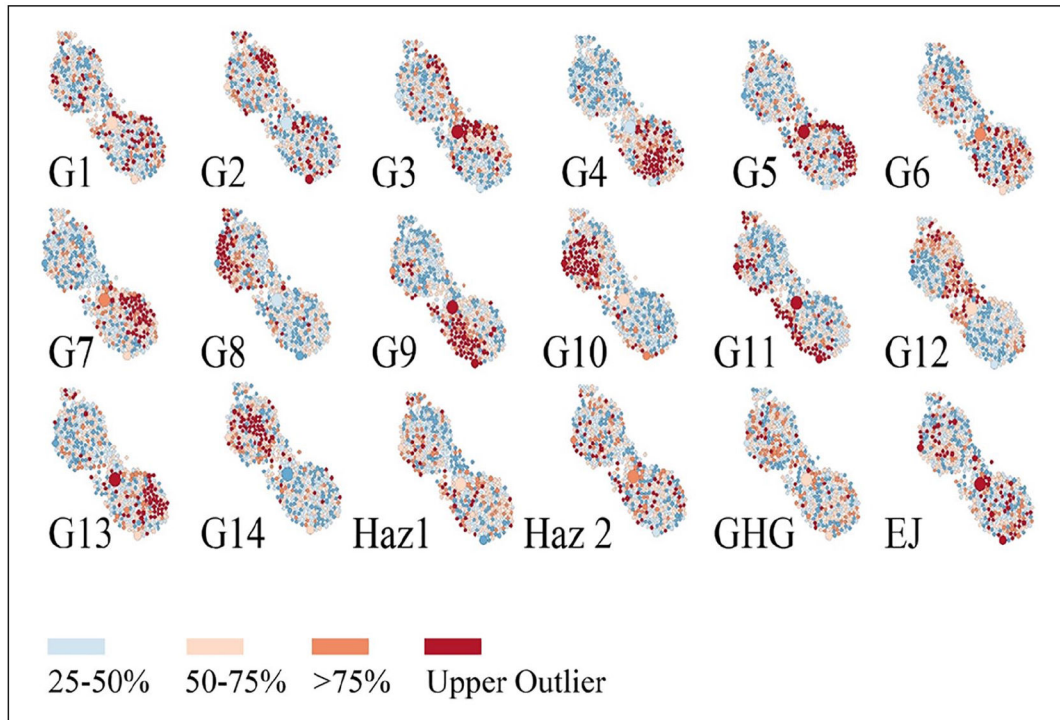 G1 G2 G3 G4 G5 G6
G7 G8 G9 G10 G11 G12
G13 G14 Haz1 Haz 2 GHG EJ
25-50% 50-75% >75% Upper Outlier